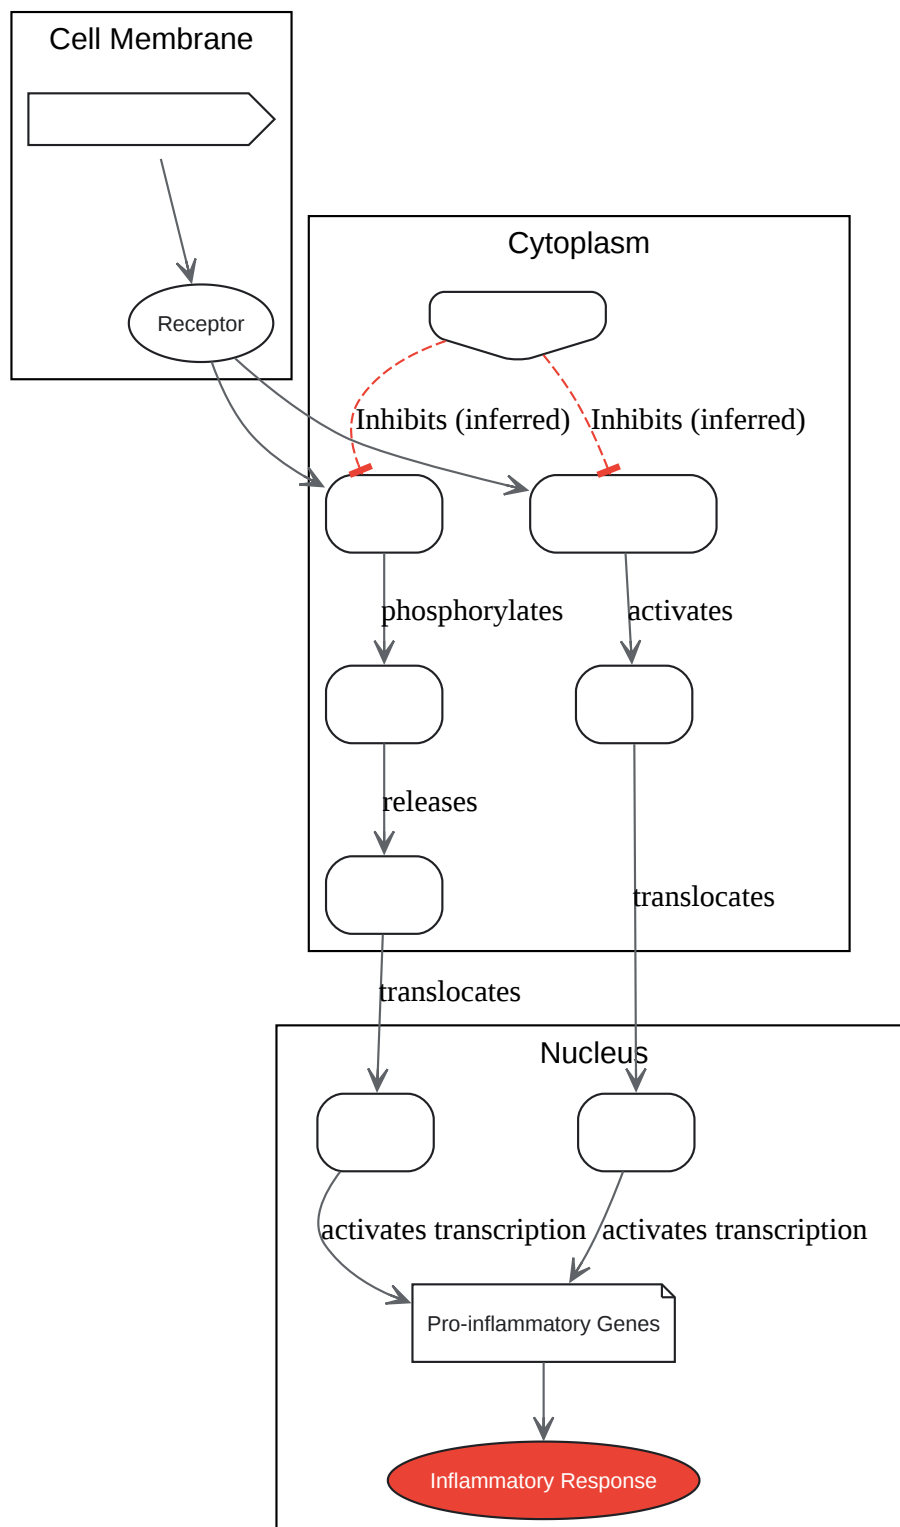 Cell Membrane
Receptor
Cytoplasm
Inhibits (inferred)
Inhibits (inferred)
phosphorylates
activates
releases
translocates
translocates
Nucleus
activates transcription
activates transcription
Pro-inflammatory Genes
Inflammatory Response